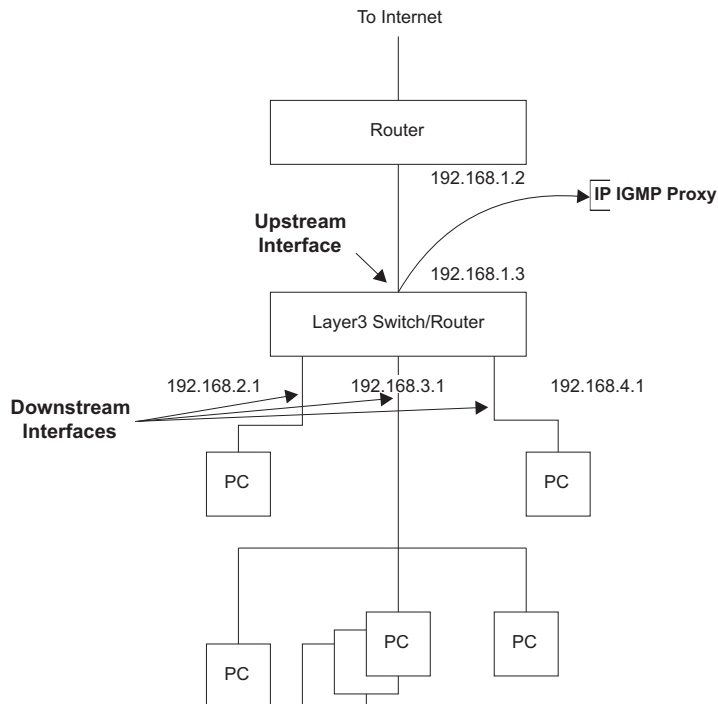 To Internet
Router
192.168.1.2
IP IGMP Proxy
Upstream
Interface
192.168.1.3
Layer3 Switch/Router
192.168.2.1
192.168.3.1
192.168.4.1
Downstream
Interfaces
PC
PC
PC
PC
PC